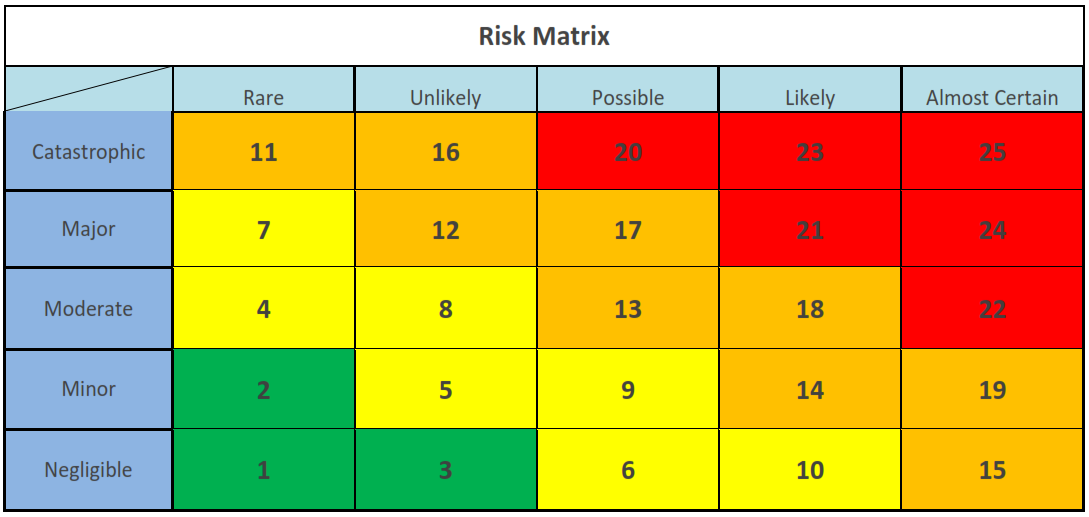 Risk Matrix
Rare Unlikely Possible Likely Almost Certain
Catastrophic 11 16 20 23 25
Major 7 12 17 21 24
Moderate 4 8 13 18 22
Minor 2 5 9 14 19
Negligible 1 3 6 10 15